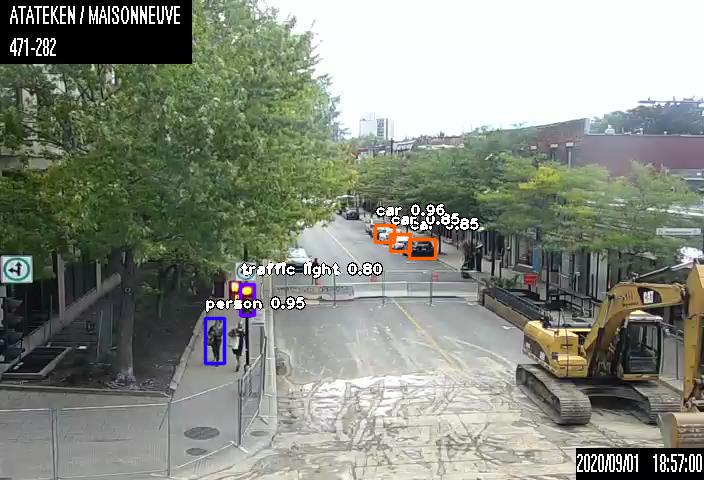 ATATEKEN / MAISONNEUVE
471-282
car 0.96
car 0.85
car 0.85
traffic light 0.80
person 0.95
CAT
2020/09/01 18:57:00